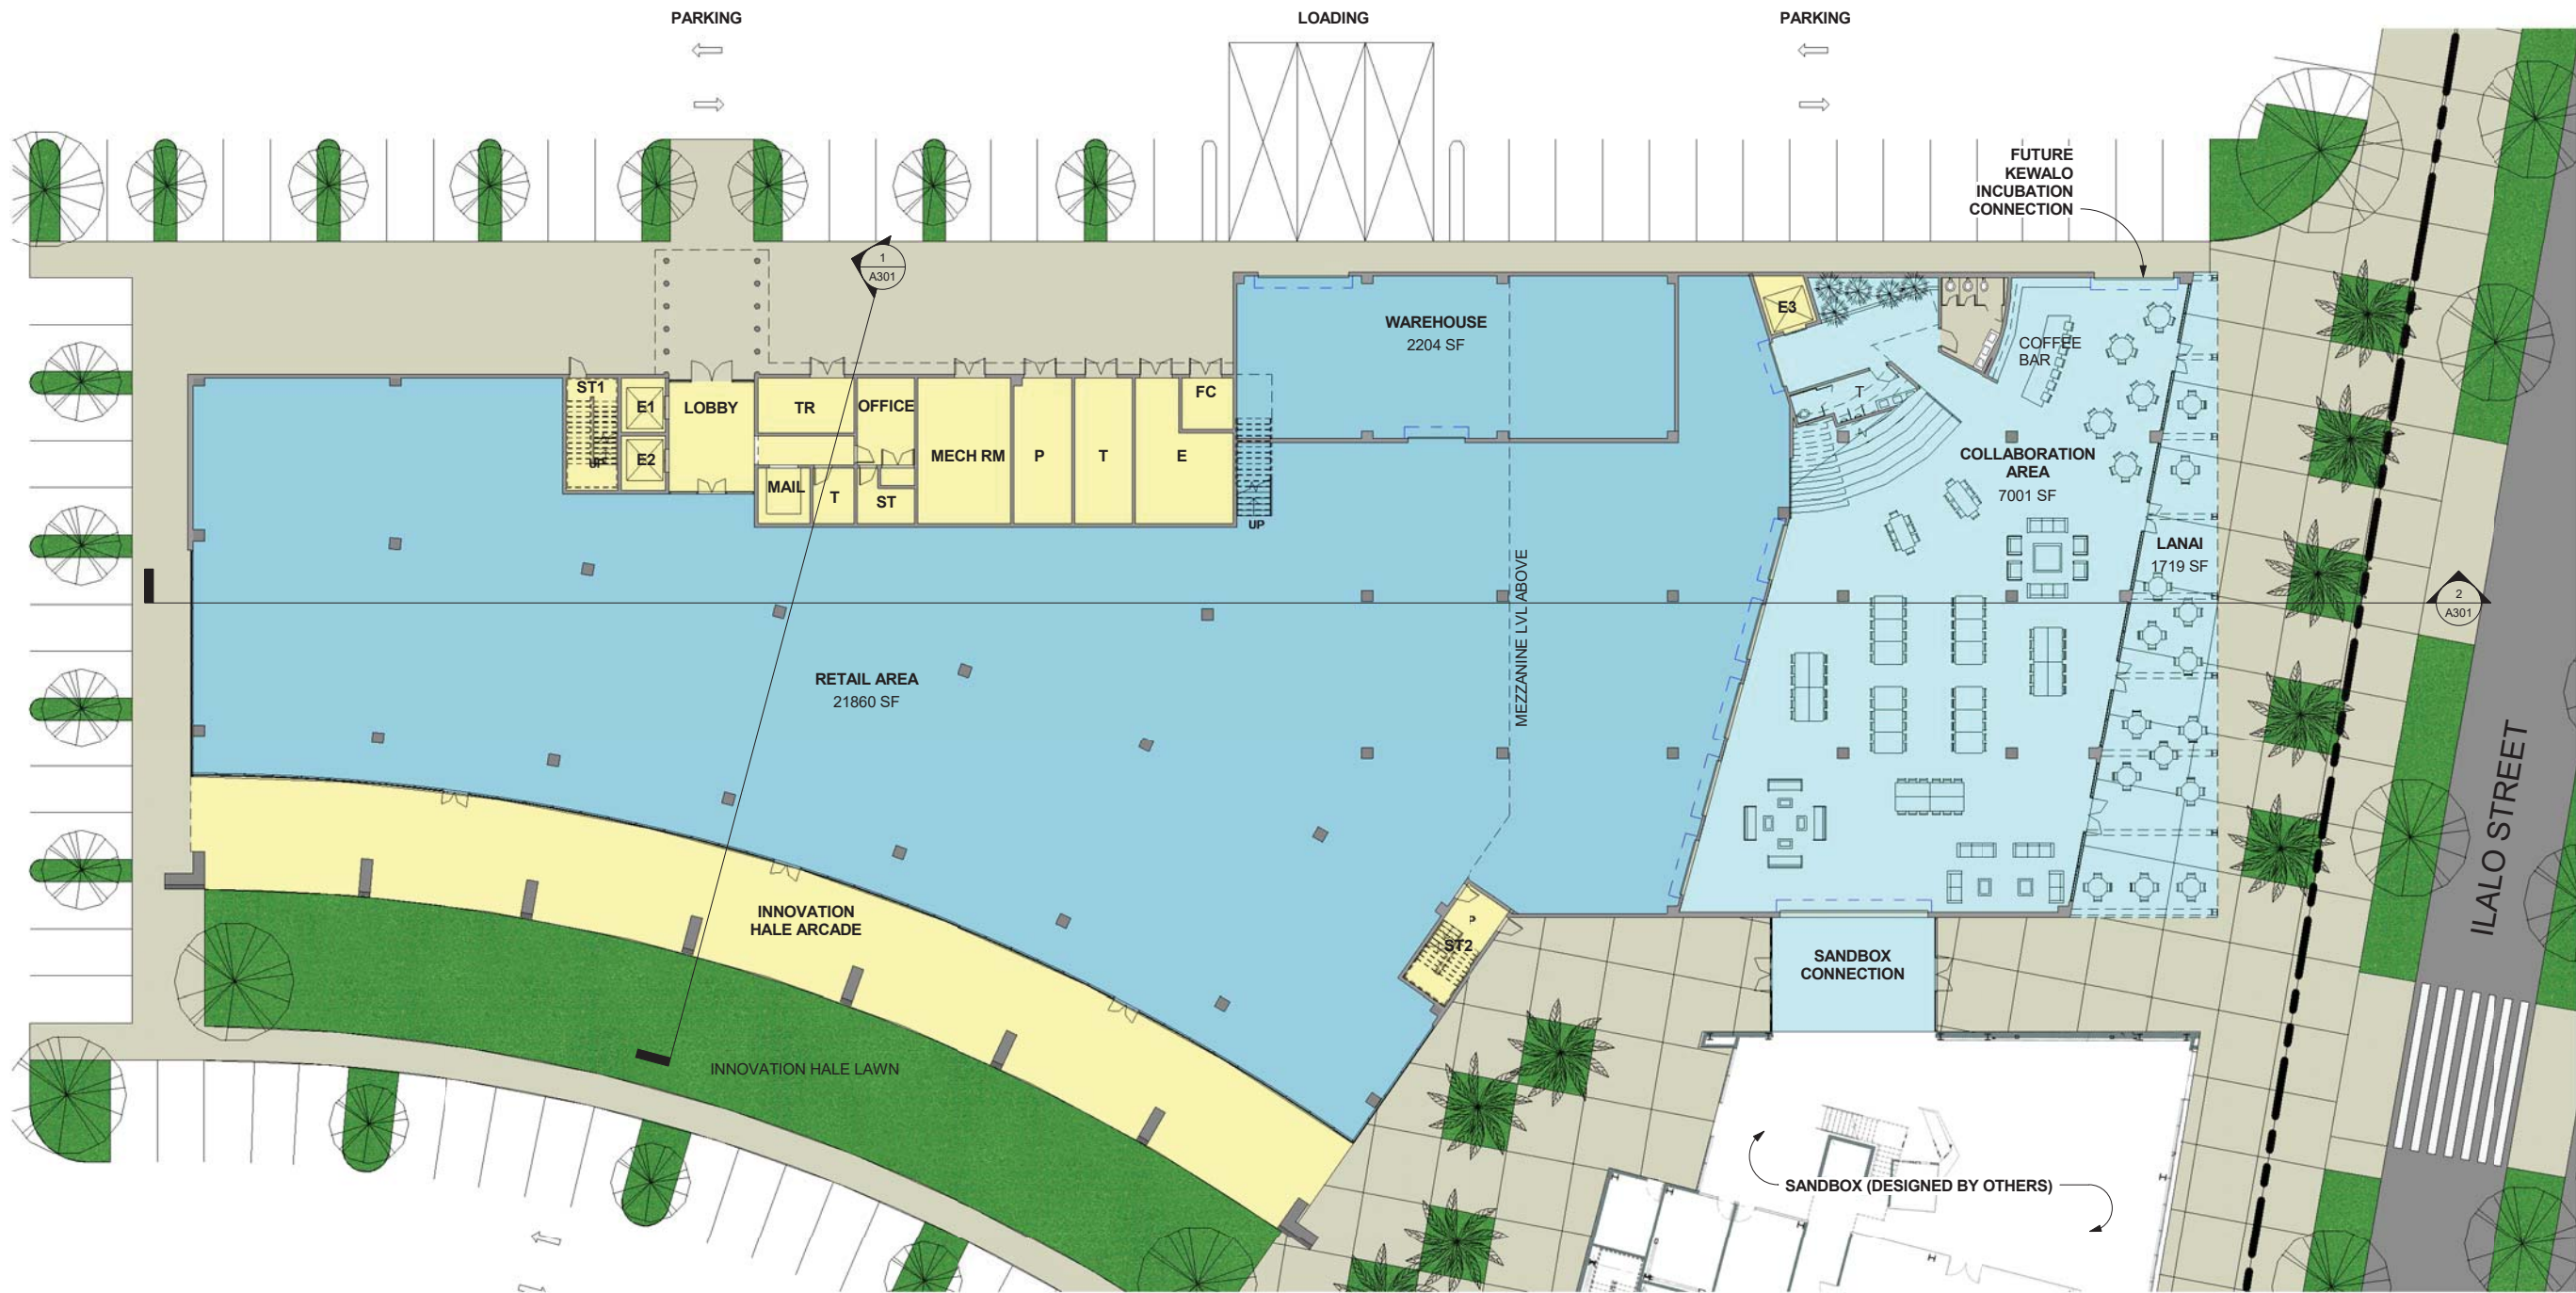 PARKING
LOADING
PARKING
FUTURE
KEWALO
INCUBATION
CONNECTION
1
A301
E3
WAREHOUSE
2204 SF
COFFEE
BAR
ST1
E1
LOBBY
TR
OFFICE
FC
T
UP
E2
MECH RM
P
T
E
COLLABORATION
AREA
7001 SF
MAIL
T
ST
UP
LANAI
1719 SF
2
A301
MEZZANINE LVL ABOVE
RETAIL AREA
21860 SF
ILALO STREET
INNOVATION
HALE ARCADE
ST2
SANDBOX
CONNECTION
INNOVATION HALE LAWN
SANDBOX (DESIGNED BY OTHERS)